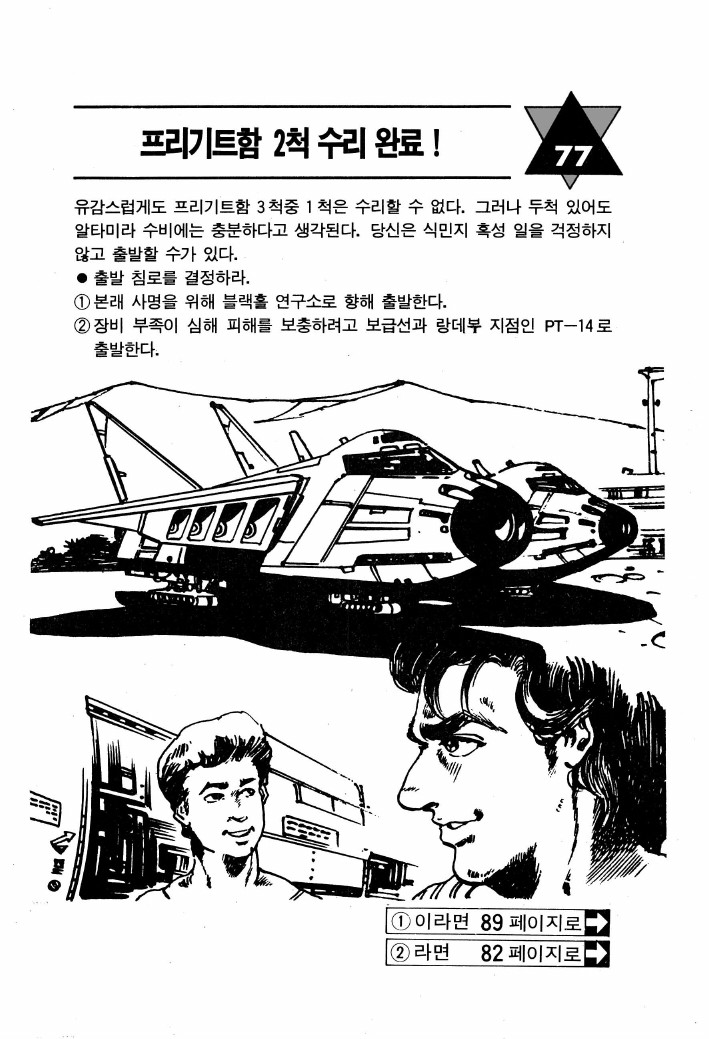 프리기트함 2척 수리 완료!
77
유감스럽게도 프리기트함 3척중 1척은 수리할 수 없다. 그러나 두척 있어도
알타미라 수비에는 충분하다고 생각된다. 당신은 식민지 혹성 일을 걱정하지
않고 출발할 수가 있다.
● 출발 침로를 결정하라.
① 본래 사명을 위해 블랙홀 연구소로 향해 출발한다.
② 장비 부족이 심해 피해를 보충하려고 보급선과 랑데부 지점인 PT—14로
출발한다.
① 이라면 89 페이지로
② 라면 82 페이지로